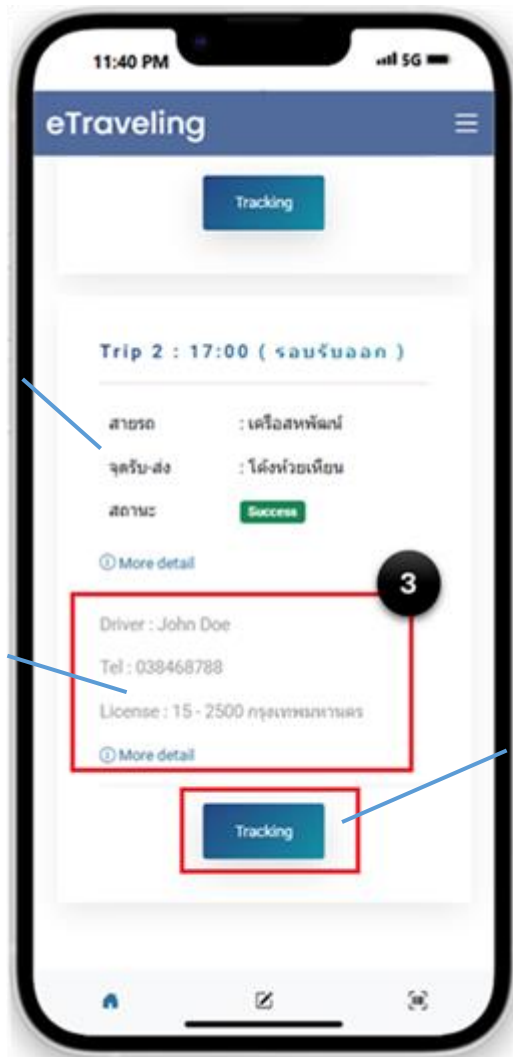 11:40 PM
5G
eTraveling
Tracking
Trip 2 : 17:00 ( รอบรับออก )
สายรถ : เครือสหพัฒน์
จุดรับ-ส่ง : โค้งห้วยเหียน
สถานะ Success
More detail
3
Driver : John Doe
Tel : 038468788
License : 15 - 2500 กรุงเทพมหานคร
More detail
Tracking